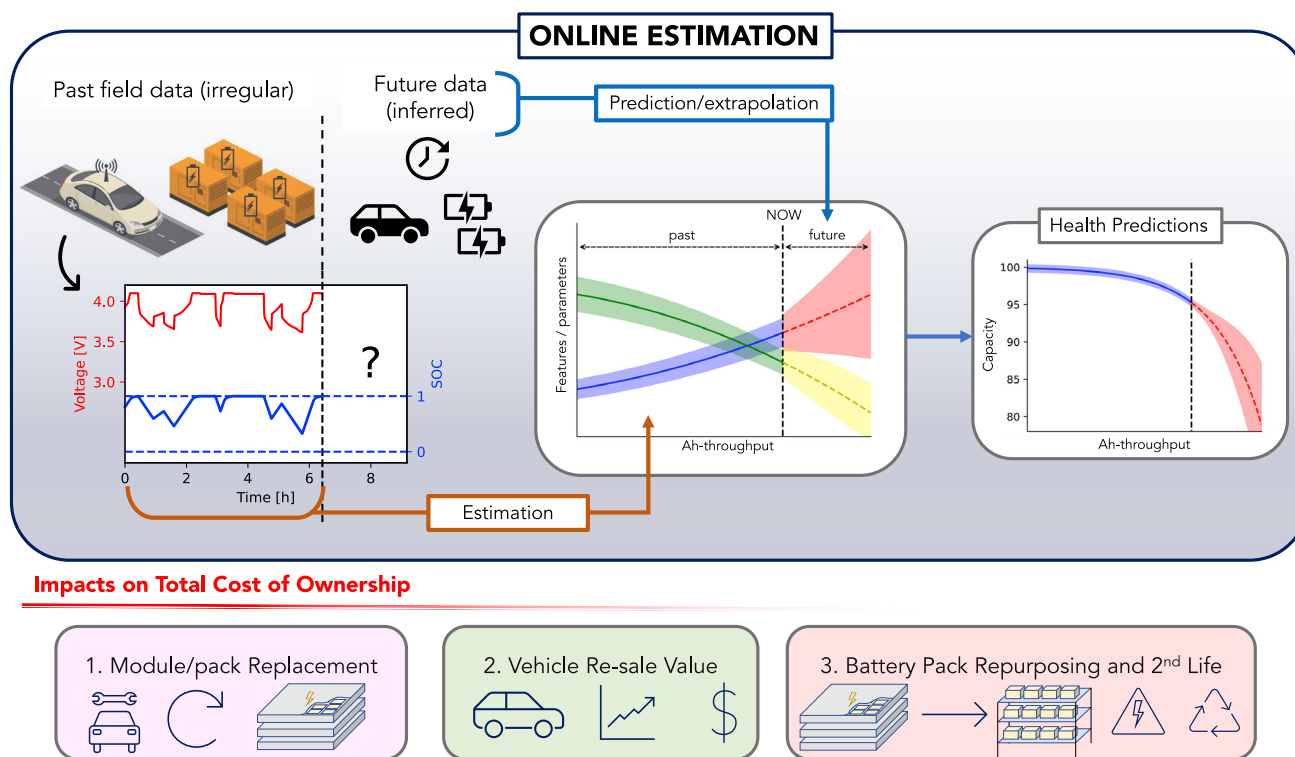 ONLINE ESTIMATION
Past field data (irregular)
Future data
(inferred)
Prediction/extrapolation
NOW
past
future
Features / parameters
Ah-throughput
Health Predictions
100
95
90
85
80
Capacity
Ah-throughput
4.0
3.5
3.0
Voltage [V]
?
1
0
SOC
0
2
4
6
8
Time [h]
Estimation
Impacts on Total Cost of Ownership
1. Module/pack Replacement
2. Vehicle Re-sale Value
$
3. Battery Pack Repurposing and 2nd Life